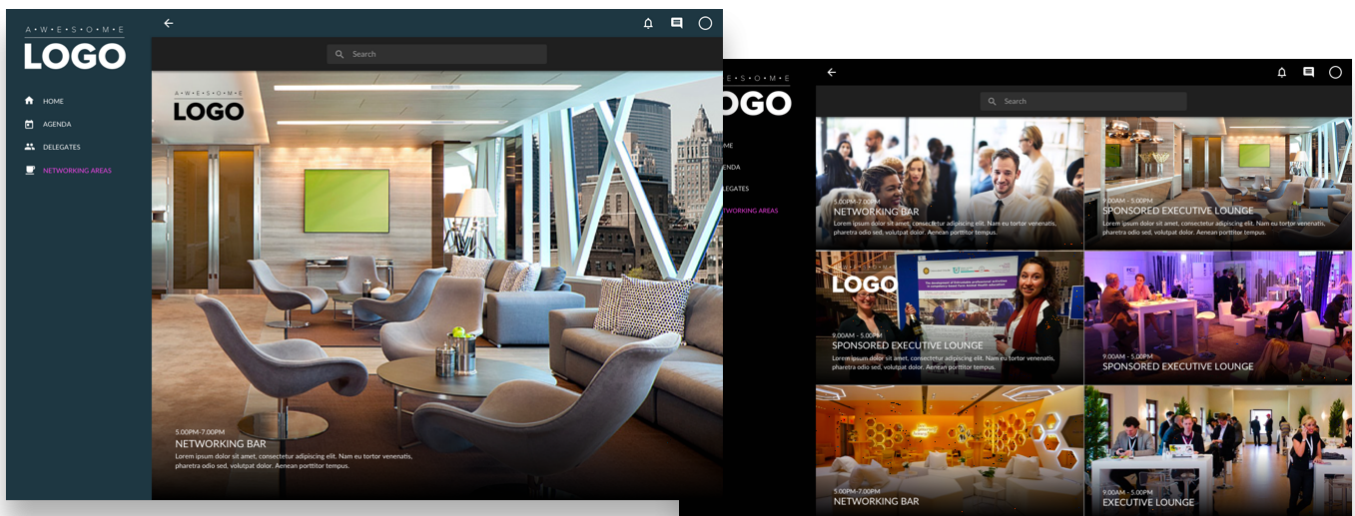 A•W•E•S•O•M•E
LOGO
HOME
AGENDA
DELEGATES
NETWORKING AREAS
Search
A•W•E•S•O•M•E
LOGO
5.00PM-7.00PM
NETWORKING BAR
Lorem ipsum dolor sit amet, consectetur adipiscing elit. Nam eu tortor venenatis,
pharetra odio sed, volutpat dolor. Aenean porttitor tempus.
E•S•O•M•E
OGO
ME
ENDA
LEGATES
TWORKING AREAS
Search
5.00PM-7.00PM
NETWORKING BAR
Lorem ipsum dolor sit amet, consectetur adipiscing elit. Nam eu tortor venenatis,
pharetra odio sed, volutpat dolor. Aenean porttitor tempus.
9.00AM - 5.00PM
SPONSORED EXECUTIVE LOUNGE
Lorem ipsum dolor sit amet, consectetur adipiscing elit. Nam eu tortor venenatis,
pharetra odio sed, volutpat dolor. Aenean porttitor tempus.
LOGO
9.00AM - 5.00PM
SPONSORED EXECUTIVE LOUNGE
Lorem ipsum dolor sit amet, consectetur adipiscing elit. Nam eu tortor venenatis,
pharetra odio sed, volutpat dolor. Aenean porttitor tempus.
9.00AM - 5.00PM
SPONSORED EXECUTIVE LOUNGE
5.00PM-7.00PM
NETWORKING BAR
9.00AM - 5.00PM
EXECUTIVE LOUNGE